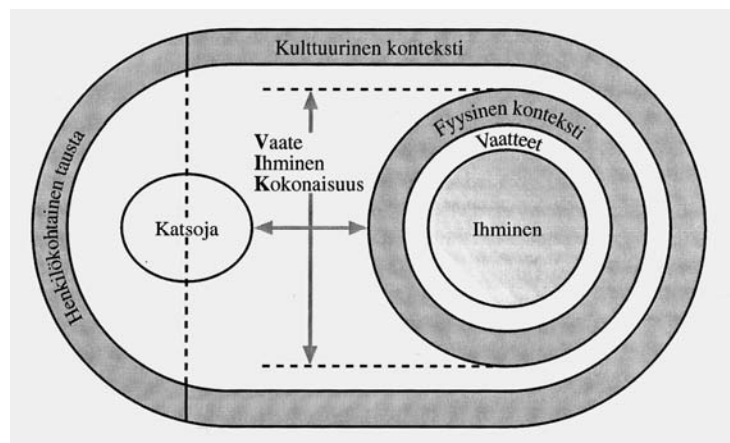 Kulttuurinen konteksti
Henkilökohtainen tausta
Fyysinen konteksti
Vaatteet
Vaate
Ihminen
Kokonaisuus
Katsoja
Ihminen